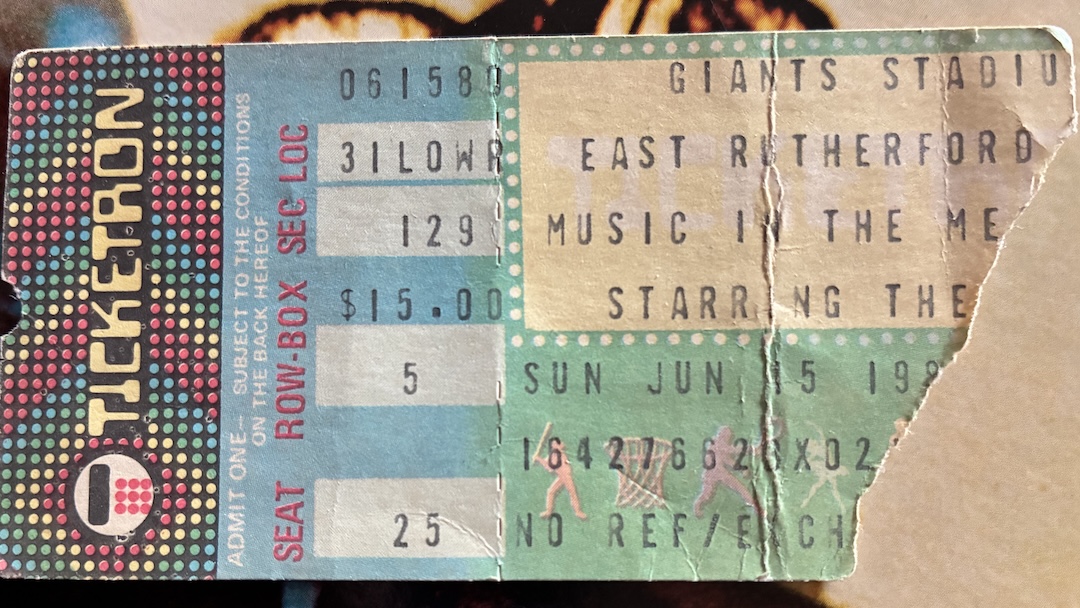 TICKETRON
ADMIT ONE— SUBJECT TO THE CONDITIONS
ON THE BACK HEREOF
SEAT ROW-BOX SEC LOC
061580
31LOWR
129
$15.00
5
25
GIANTS STADIU
EAST RUTHERFORD
MUSIC IN THE ME
STARRING THE
SUN JUN 15 198
NO REF/EACH